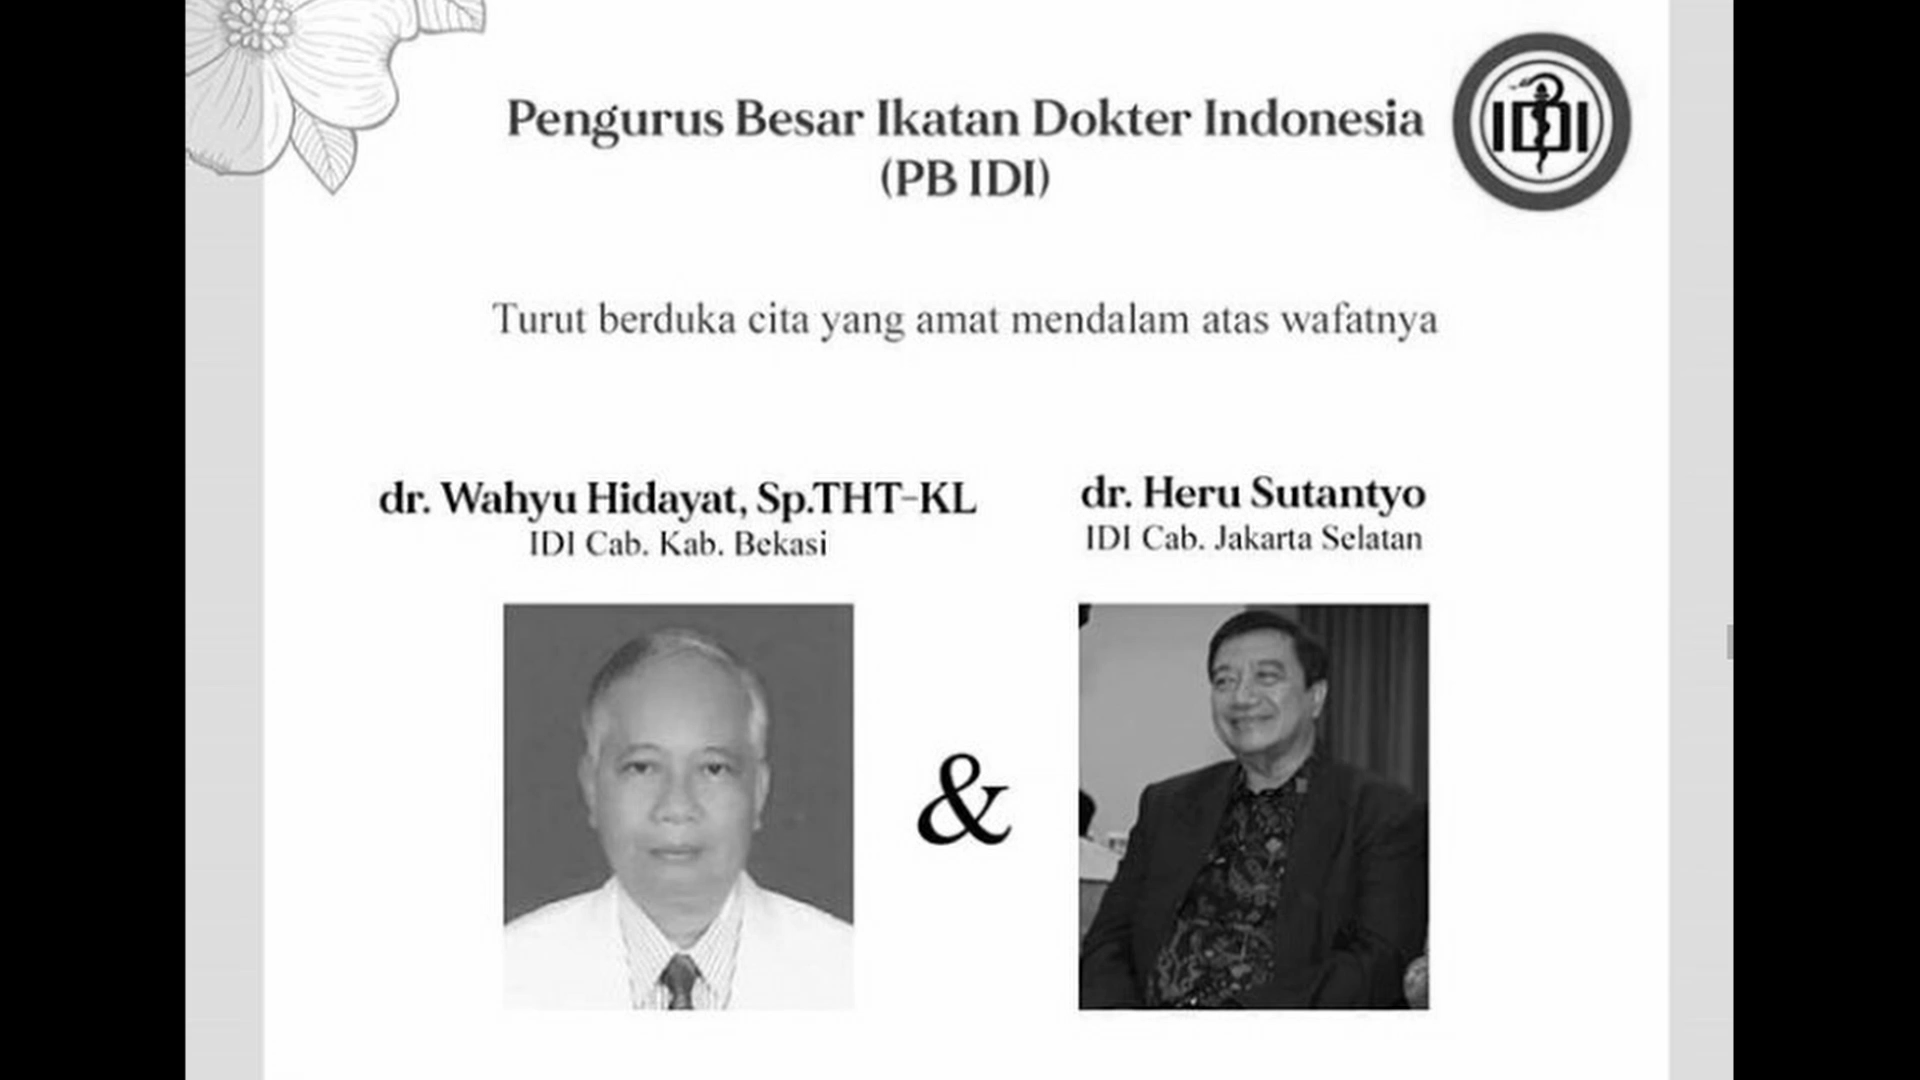 Pengurus Besar Ikatan Dokter Indonesia
(PB IDI)
IDI
Turut berduka cita yang amat mendalam atas wafatnya
dr. Wahyu Hidayat, Sp.THT-KL
IDI Cab. Kab. Bekasi
dr. Heru Sutantyo
IDI Cab. Jakarta Selatan
&